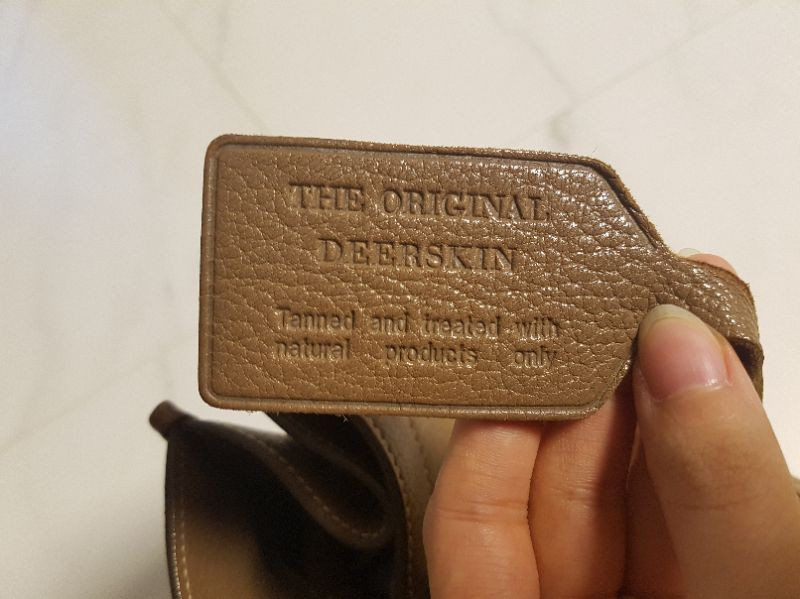 THE ORIGINAL
DEERSKIN
Tanned and treated with
natural products only